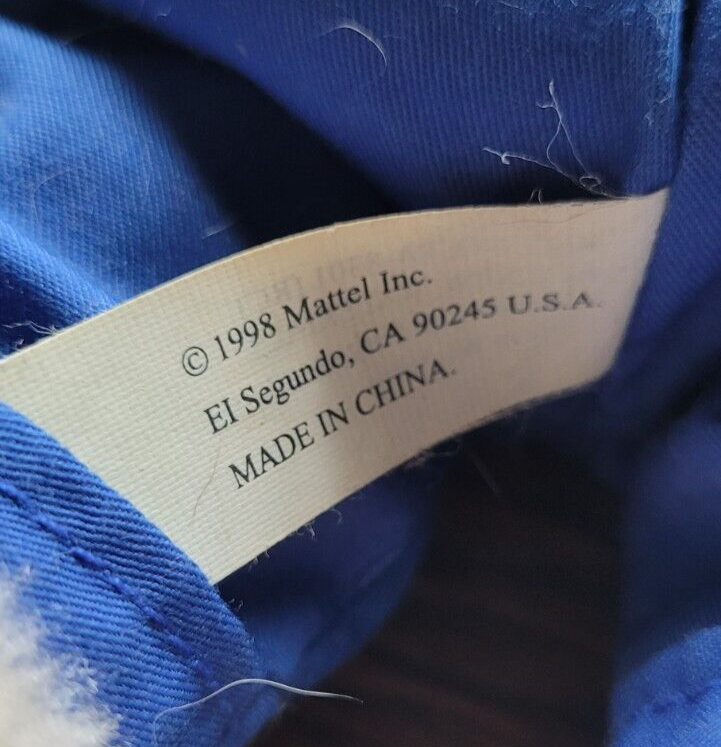 © 1998 Mattel Inc.
El Segundo, CA 90245 U.S.A.
MADE IN CHINA.